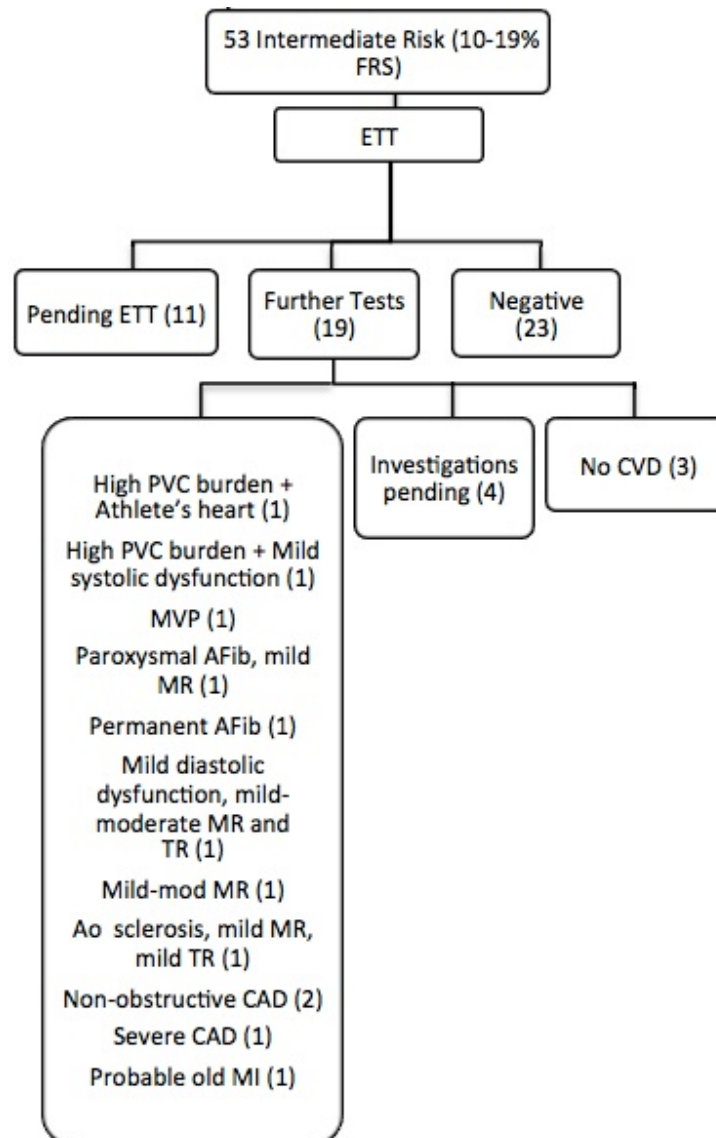 53 Intermediate Risk (10-19%
FRS)
ETT
Pending ETT (11)
Further Tests
(19)
Negative
(23)
High PVC burden +
Athlete's heart (1)
High PVC burden + Mild
systolic dysfunction (1)
MVP (1)
Paroxysmal AFib, mild
MR (1)
Permanent AFib (1)
Mild diastolic
dysfunction, mild-
moderate MR and
TR (1)
Mild-mod MR (1)
Ao sclerosis, mild MR,
mild TR (1)
Non-obstructive CAD (2)
Severe CAD (1)
Probable old MI (1)
Investigations
pending (4)
No CVD (3)